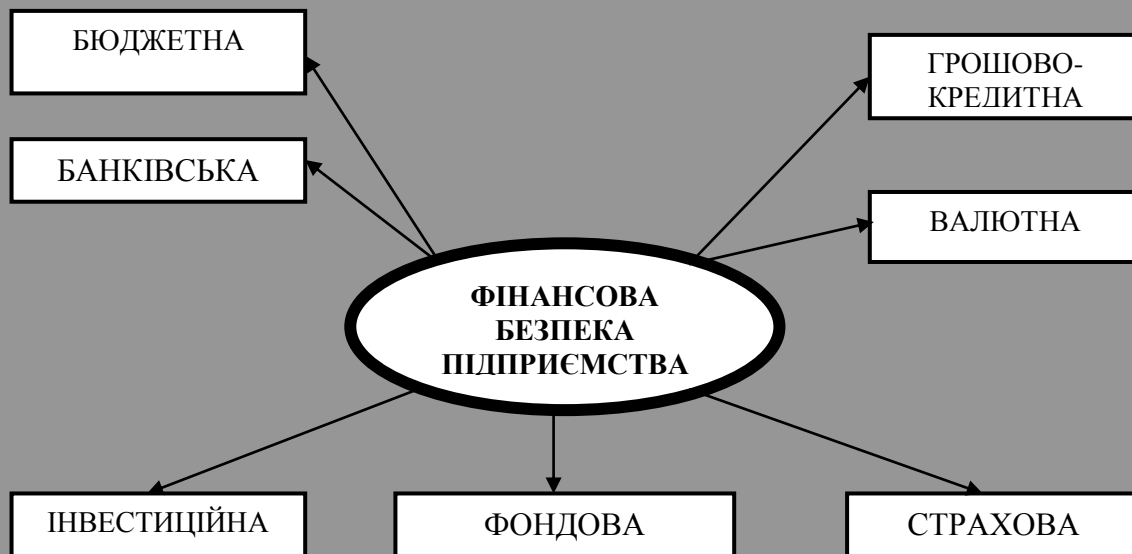 БЮДЖЕТНА
ГРОШОВО-
КРЕДИТНА
БАНКІВСЬКА
ВАЛЮТНА
ФІНАНСОВА
БЕЗПЕКА
ПІДПРИЄМСТВА
ІНВЕСТИЦІЙНА
ФОНДОВА
СТРАХОВА